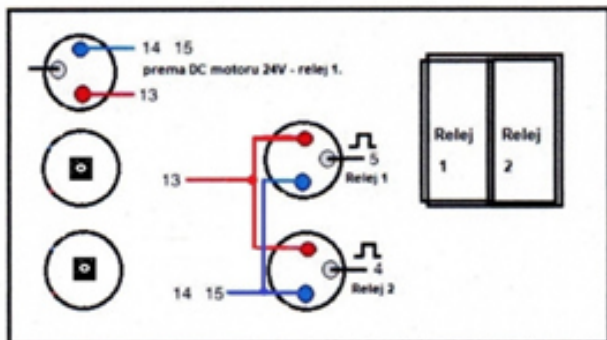 14 15
prema DC motoru 24V - relej 1.
13
5
13
Relej 1
4
14 15
Relej 2
Relej
1
Relej
2